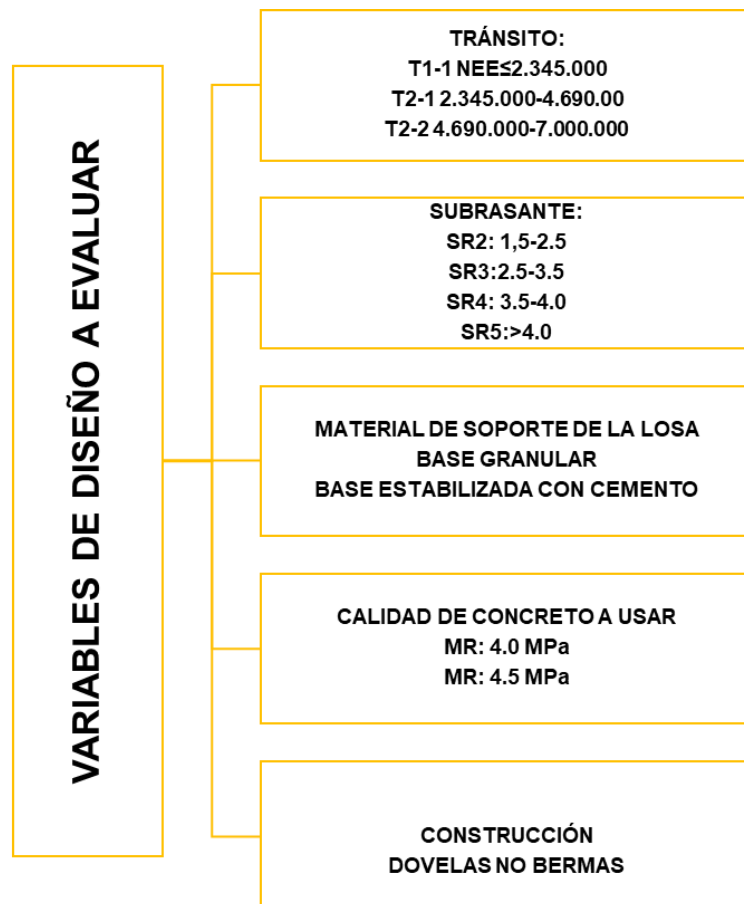 VARIABLES DE DISEÑO A EVALUAR
TRÁNSITO:
T1-1 NEE≤2.345.000
T2-1 2.345.000-4.690.00
T2-2 4.690.000-7.000.000
SUBRASANTE:
SR2: 1,5-2.5
SR3:2.5-3.5
SR4: 3.5-4.0
SR5:>4.0
MATERIAL DE SOPORTE DE LA LOSA
BASE GRANULAR
BASE ESTABILIZADA CON CEMENTO
CALIDAD DE CONCRETO A USAR
MR: 4.0 MPa
MR: 4.5 MPa
CONSTRUCCIÓN
DOVELAS NO BERMAS